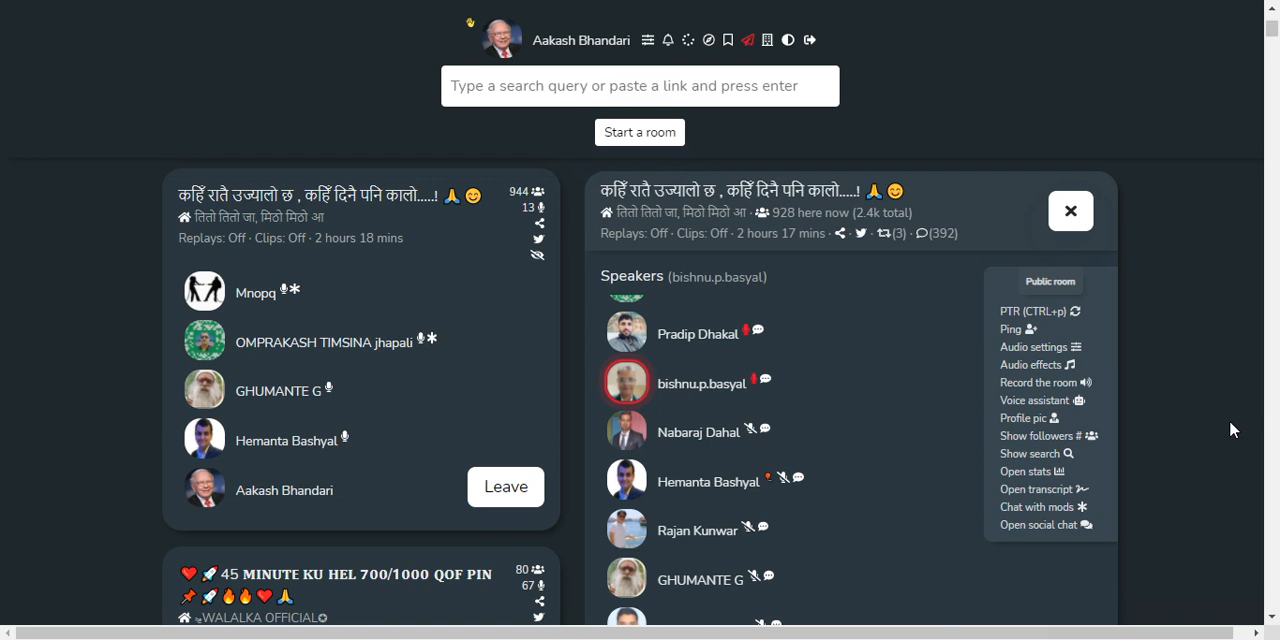 Aakash Bhandari
Type a search query or paste a link and press enter
Start a room
कहिँ रातै उज्यालो छ , कहिँ दिनै पनि कालो.....! 🙏 😊
944
13
तितो तितो जा, मिठो मिठो आ
Replays: Off · Clips: Off · 2 hours 18 mins
Mnopq
OMPRAKASH TIMSINA jhapali
GHUMANTE G
Hemanta Bashyal
Aakash Bhandari
Leave
❤️ 🚀 45 𝐌𝐈𝐍𝐔𝐓𝐄 𝐊𝐔 𝐇𝐄𝐋 𝟕𝟎𝟎/𝟏𝟎𝟎𝟎 𝐐𝐎𝐅 𝐏𝐈𝐍
📌 🚀🔥🔥❤️🙏
80
67
WALALKA OFFICIAL✪
कहिँ रातै उज्यालो छ , कहिँ दिनै पनि कालो.....! 🙏 😊
तितो तितो जा, मिठो मिठो आ · 928 here now (2.4k total)
Replays: Off · Clips: Off · 2 hours 17 mins · · · (3) · (392)
Speakers (bishnu.p.basyal)
Pradip Dhakal
bishnu.p.basyal
Nabaraj Dahal
Hemanta Bashyal
Rajan Kunwar
GHUMANTE G
Public room
PTR (CTRL+p)
Ping
Audio settings
Audio effects
Record the room
Voice assistant
Profile pic
Show followers #
Show search
Open stats
Open transcript
Chat with mods
Open social chat